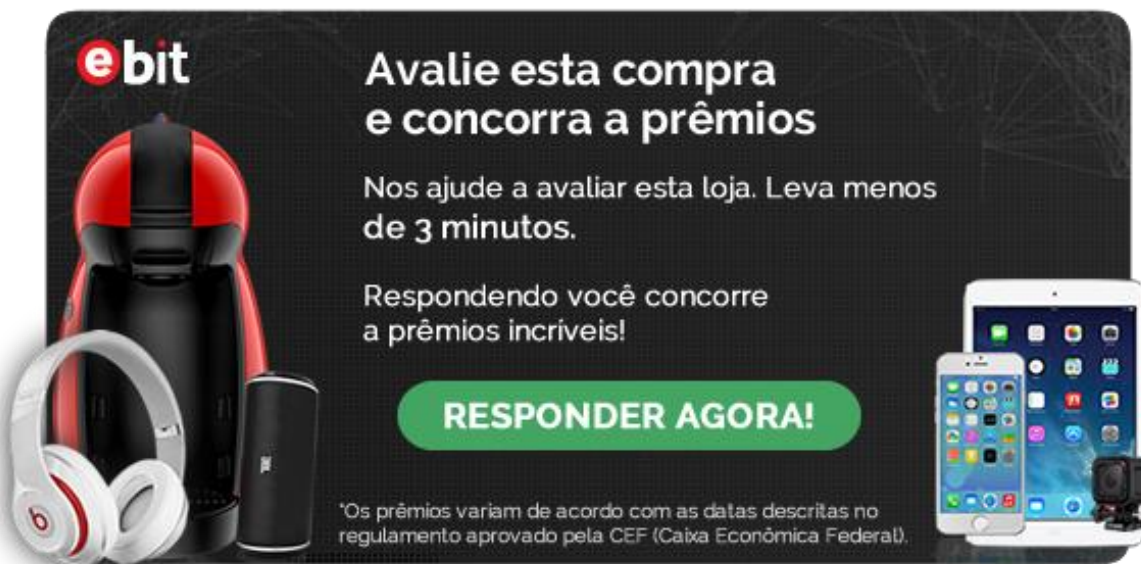 ebit
Avalie esta compra
e concorra a prêmios
Nos ajude a avaliar esta loja. Leva menos
de 3 minutos.
Respondendo você concorre
a prêmios incríveis!
RESPONDER AGORA!
JBL
b
*Os prêmios variam de acordo com as datas descritas no
regulamento aprovado pela CEF (Caixa Econômica Federal).